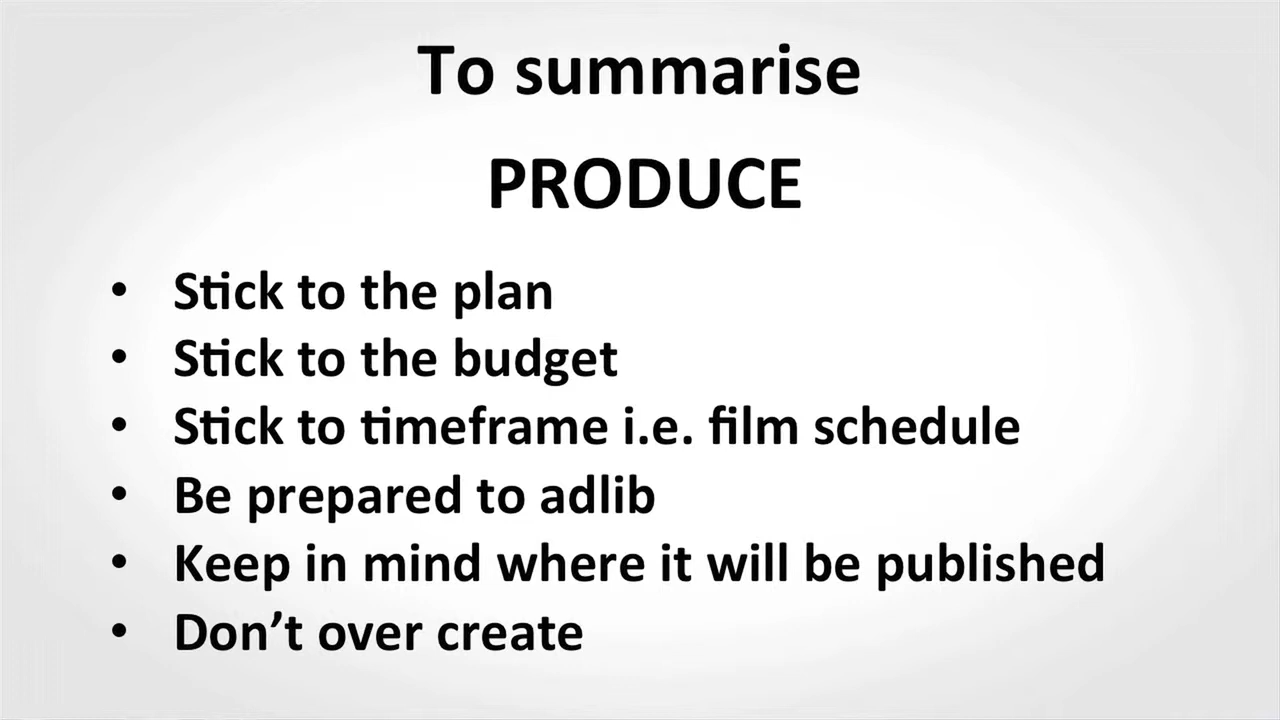 To summarise
PRODUCE
• Stick to the plan
• Stick to the budget
• Stick to timeframe i.e. film schedule
• Be prepared to adlib
• Keep in mind where it will be published
• Don’t over create